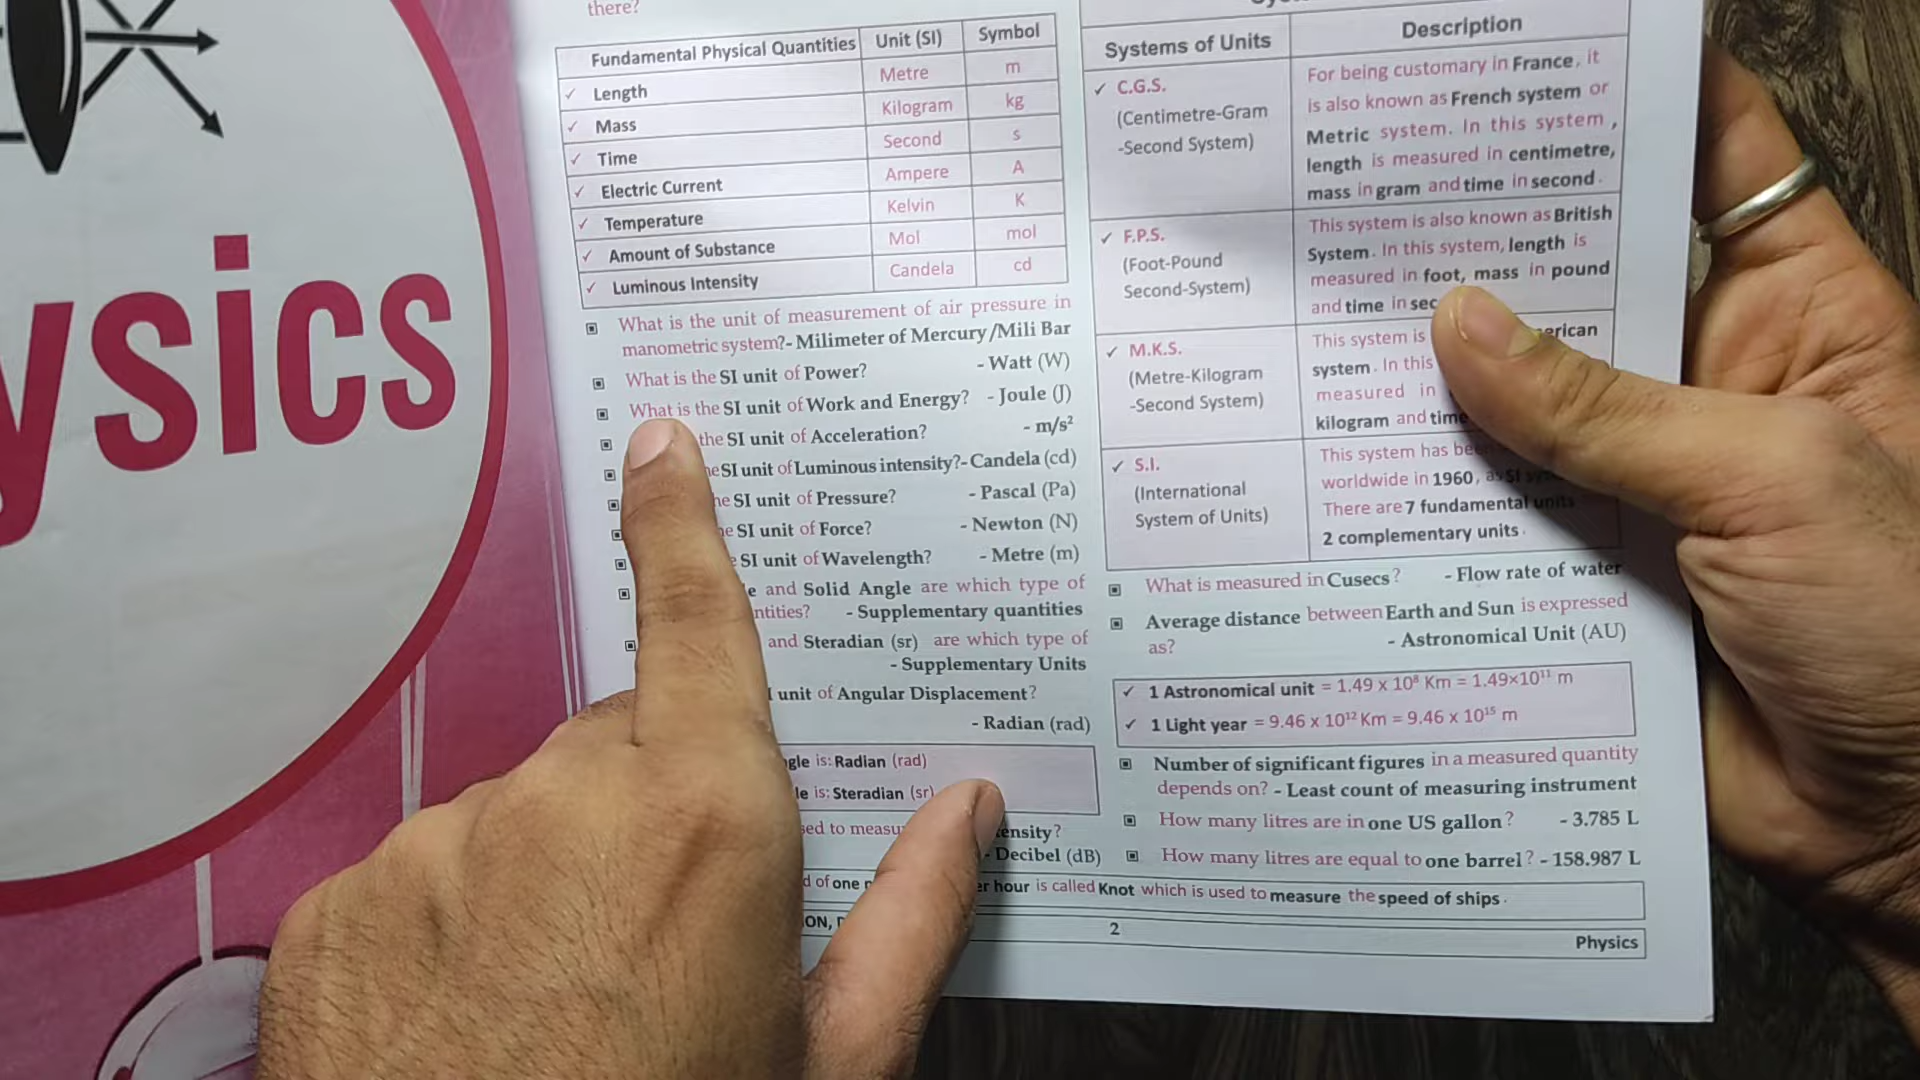 ysics
there?
Fundamental Physical Quantities Unit (SI) Symbol
✓ Length Metre m
✓ Mass Kilogram kg
✓ Time Second s
✓ Electric Current Ampere A
✓ Temperature Kelvin K
✓ Amount of Substance Mol mol
✓ Luminous Intensity Candela cd
What is the unit of measurement of air pressure in
manometric system?- Milimeter of Mercury /Mili Bar
What is the SI unit of Power? - Watt (W)
What is the SI unit of Work and Energy? - Joule (J)
the SI unit of Acceleration? - m/s²
SI unit of Luminous intensity?- Candela (cd)
SI unit of Pressure? - Pascal (Pa)
SI unit of Force? - Newton (N)
SI unit of Wavelength? - Metre (m)
and Solid Angle are which type of
- Supplementary quantities
and Steradian (sr) are which type of
- Supplementary Units
unit of Angular Displacement?
- Radian (rad)
is: Radian (rad)
is: Steradian (sr)
to
- Decibel (dB)
of one hour is called Knot which is used to measure the speed of ships.
Systems of Units Description
✓ C.G.S.
(Centimetre-Gram
-Second System)
For being customary in France, it
is also known as French system or
Metric system. In this system ,
length is measured in centimetre,
mass in gram and time in second.
✓ F.P.S.
(Foot-Pound
Second-System)
This system is also known as British
System. In this system, length is
measured in foot, mass in pound
and time in
✓ M.K.S.
(Metre-Kilogram
-Second System)
This system is
system. In this
measured in
kilogram and time
✓ S.I.
(International
System of Units)
This system has
worldwide in 1960,
There are 7 fundamental units
2 complementary units.
What is measured in Cusecs? - Flow rate of water
Average distance between Earth and Sun is expressed
as? - Astronomical Unit (AU)
✓ 1 Astronomical unit = 1.49 x 10⁸ Km = 1.49×10¹¹ m
✓ 1 Light year = 9.46 x 10¹² Km = 9.46 x 10¹⁵ m
Number of significant figures in a measured quantity
depends on? - Least count of measuring instrument
How many litres are in one US gallon? - 3.785 L
How many litres are equal to one barrel? - 158.987 L
2
Physics